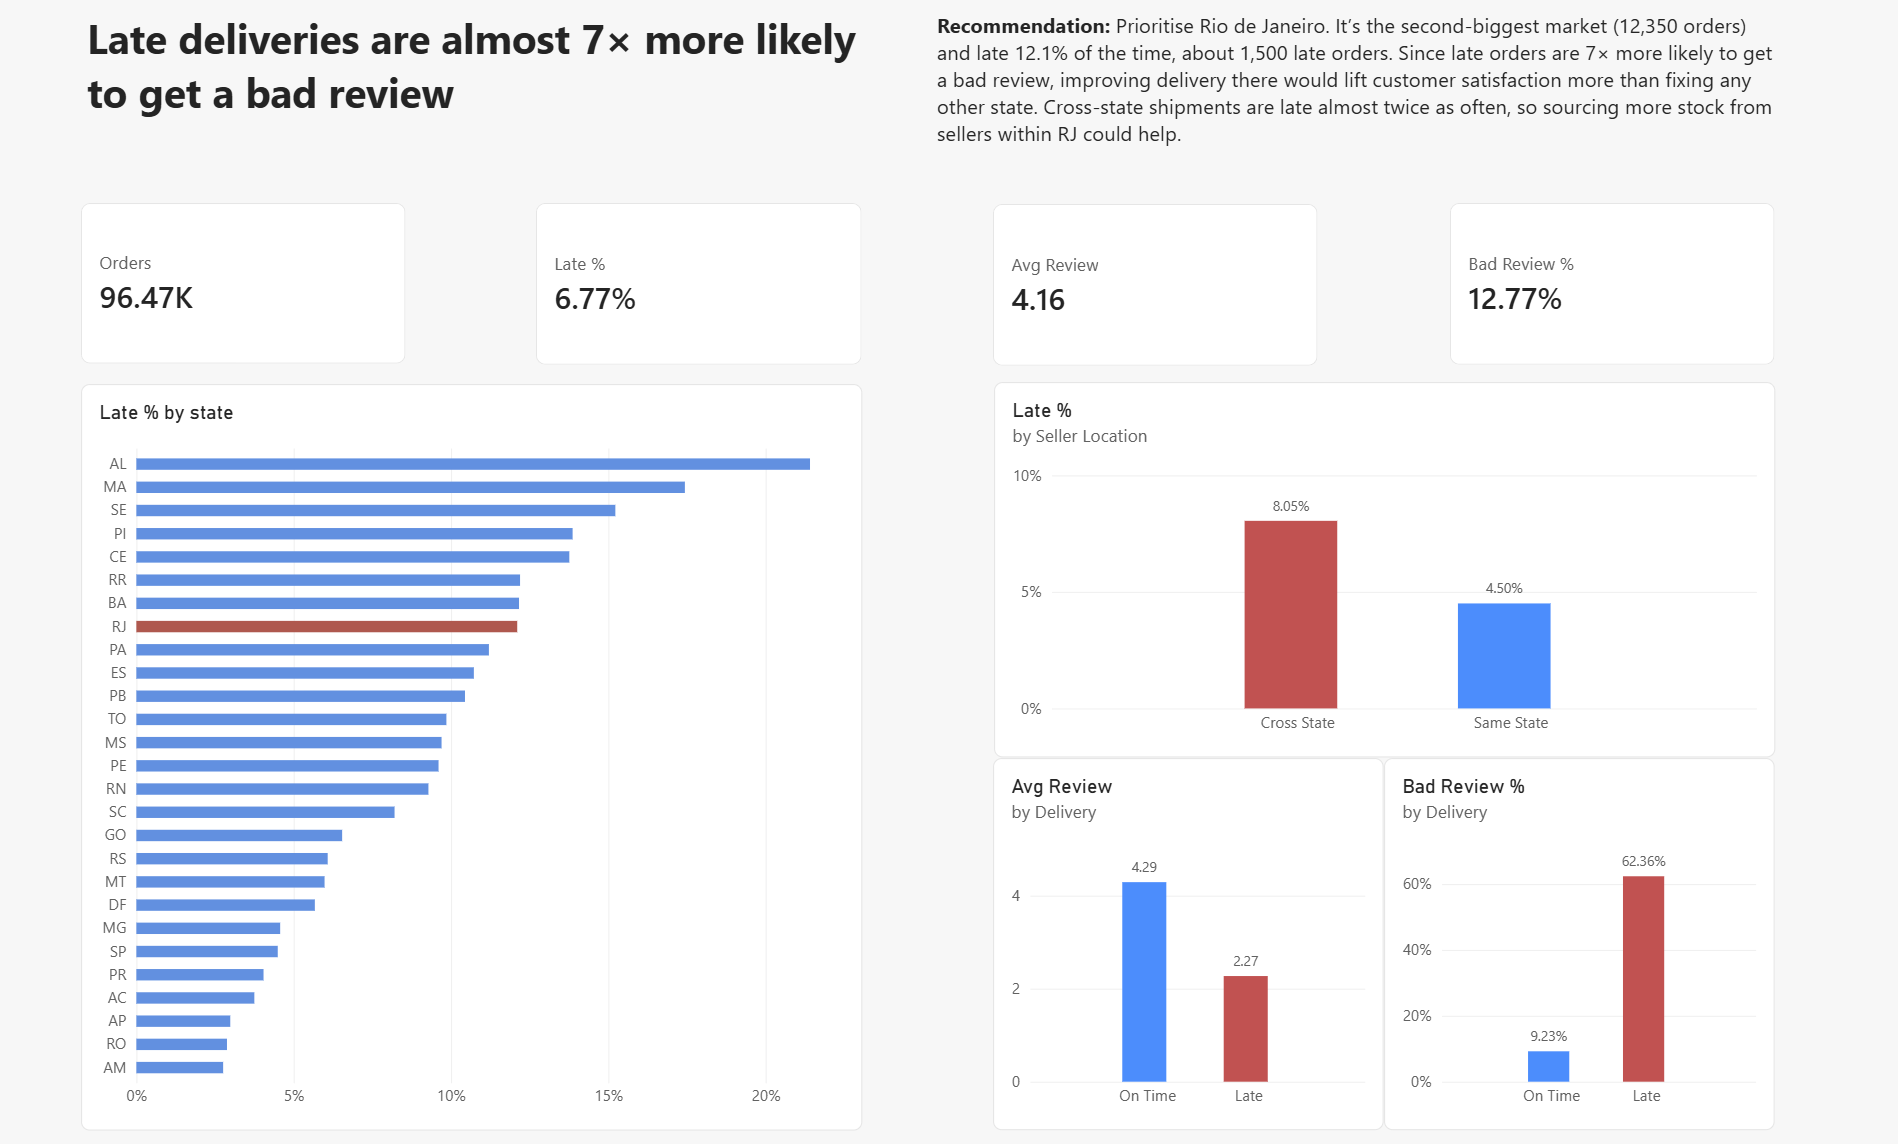 Late deliveries are almost 7× more likely
to get a bad review
Recommendation: Prioritise Rio de Janeiro. It’s the second-biggest market (12,350 orders)
and late 12.1% of the time, about 1,500 late orders. Since late orders are 7× more likely to get
a bad review, improving delivery there would lift customer satisfaction more than fixing any
other state. Cross-state shipments are late almost twice as often, so sourcing more stock from
sellers within RJ could help.
Orders
96.47K
Late %
6.77%
Avg Review
4.16
Bad Review %
12.77%
Late % by state
AL
MA
SE
PI
CE
RR
BA
RJ
PA
ES
PB
TO
MS
PE
RN
SC
GO
RS
MT
DF
MG
SP
PR
AC
AP
RO
AM
0% 5% 10% 15% 20%
Late %
by Seller Location
10%
8.05%
5%
4.50%
0%
Cross State Same State
Avg Review
by Delivery
4.29
4
2.27
2
0
On Time Late
Bad Review %
by Delivery
62.36%
60%
40%
20%
9.23%
0%
On Time Late